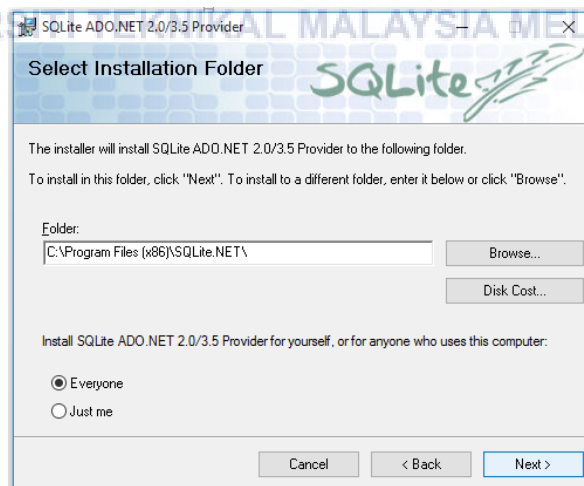 SITI TEKNIKAL MALAYSIA MEL
SQLite ADO.NET 2.0/3.5 Provider
Select Installation Folder
SQLite
The installer will install SQLite ADO.NET 2.0/3.5 Provider to the following folder.
To install in this folder, click "Next". To install to a different folder, enter it below or click "Browse".
Folder:
C:\Program Files (x86)\SQLite.NET\
Browse...
Disk Cost...
Install SQLite ADO.NET 2.0/3.5 Provider for yourself, or for anyone who uses this computer:
Everyone
Just me
Cancel
< Back
Next >